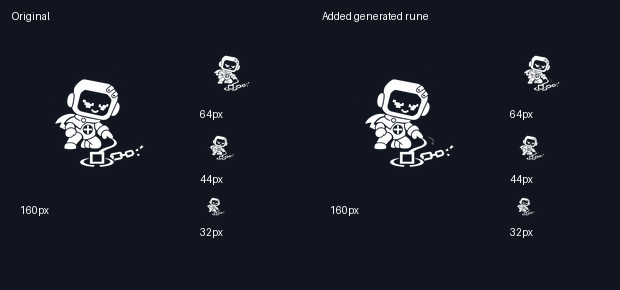 Original
Added generated rune
64px
64px
44px
44px
160px
160px
32px
32px